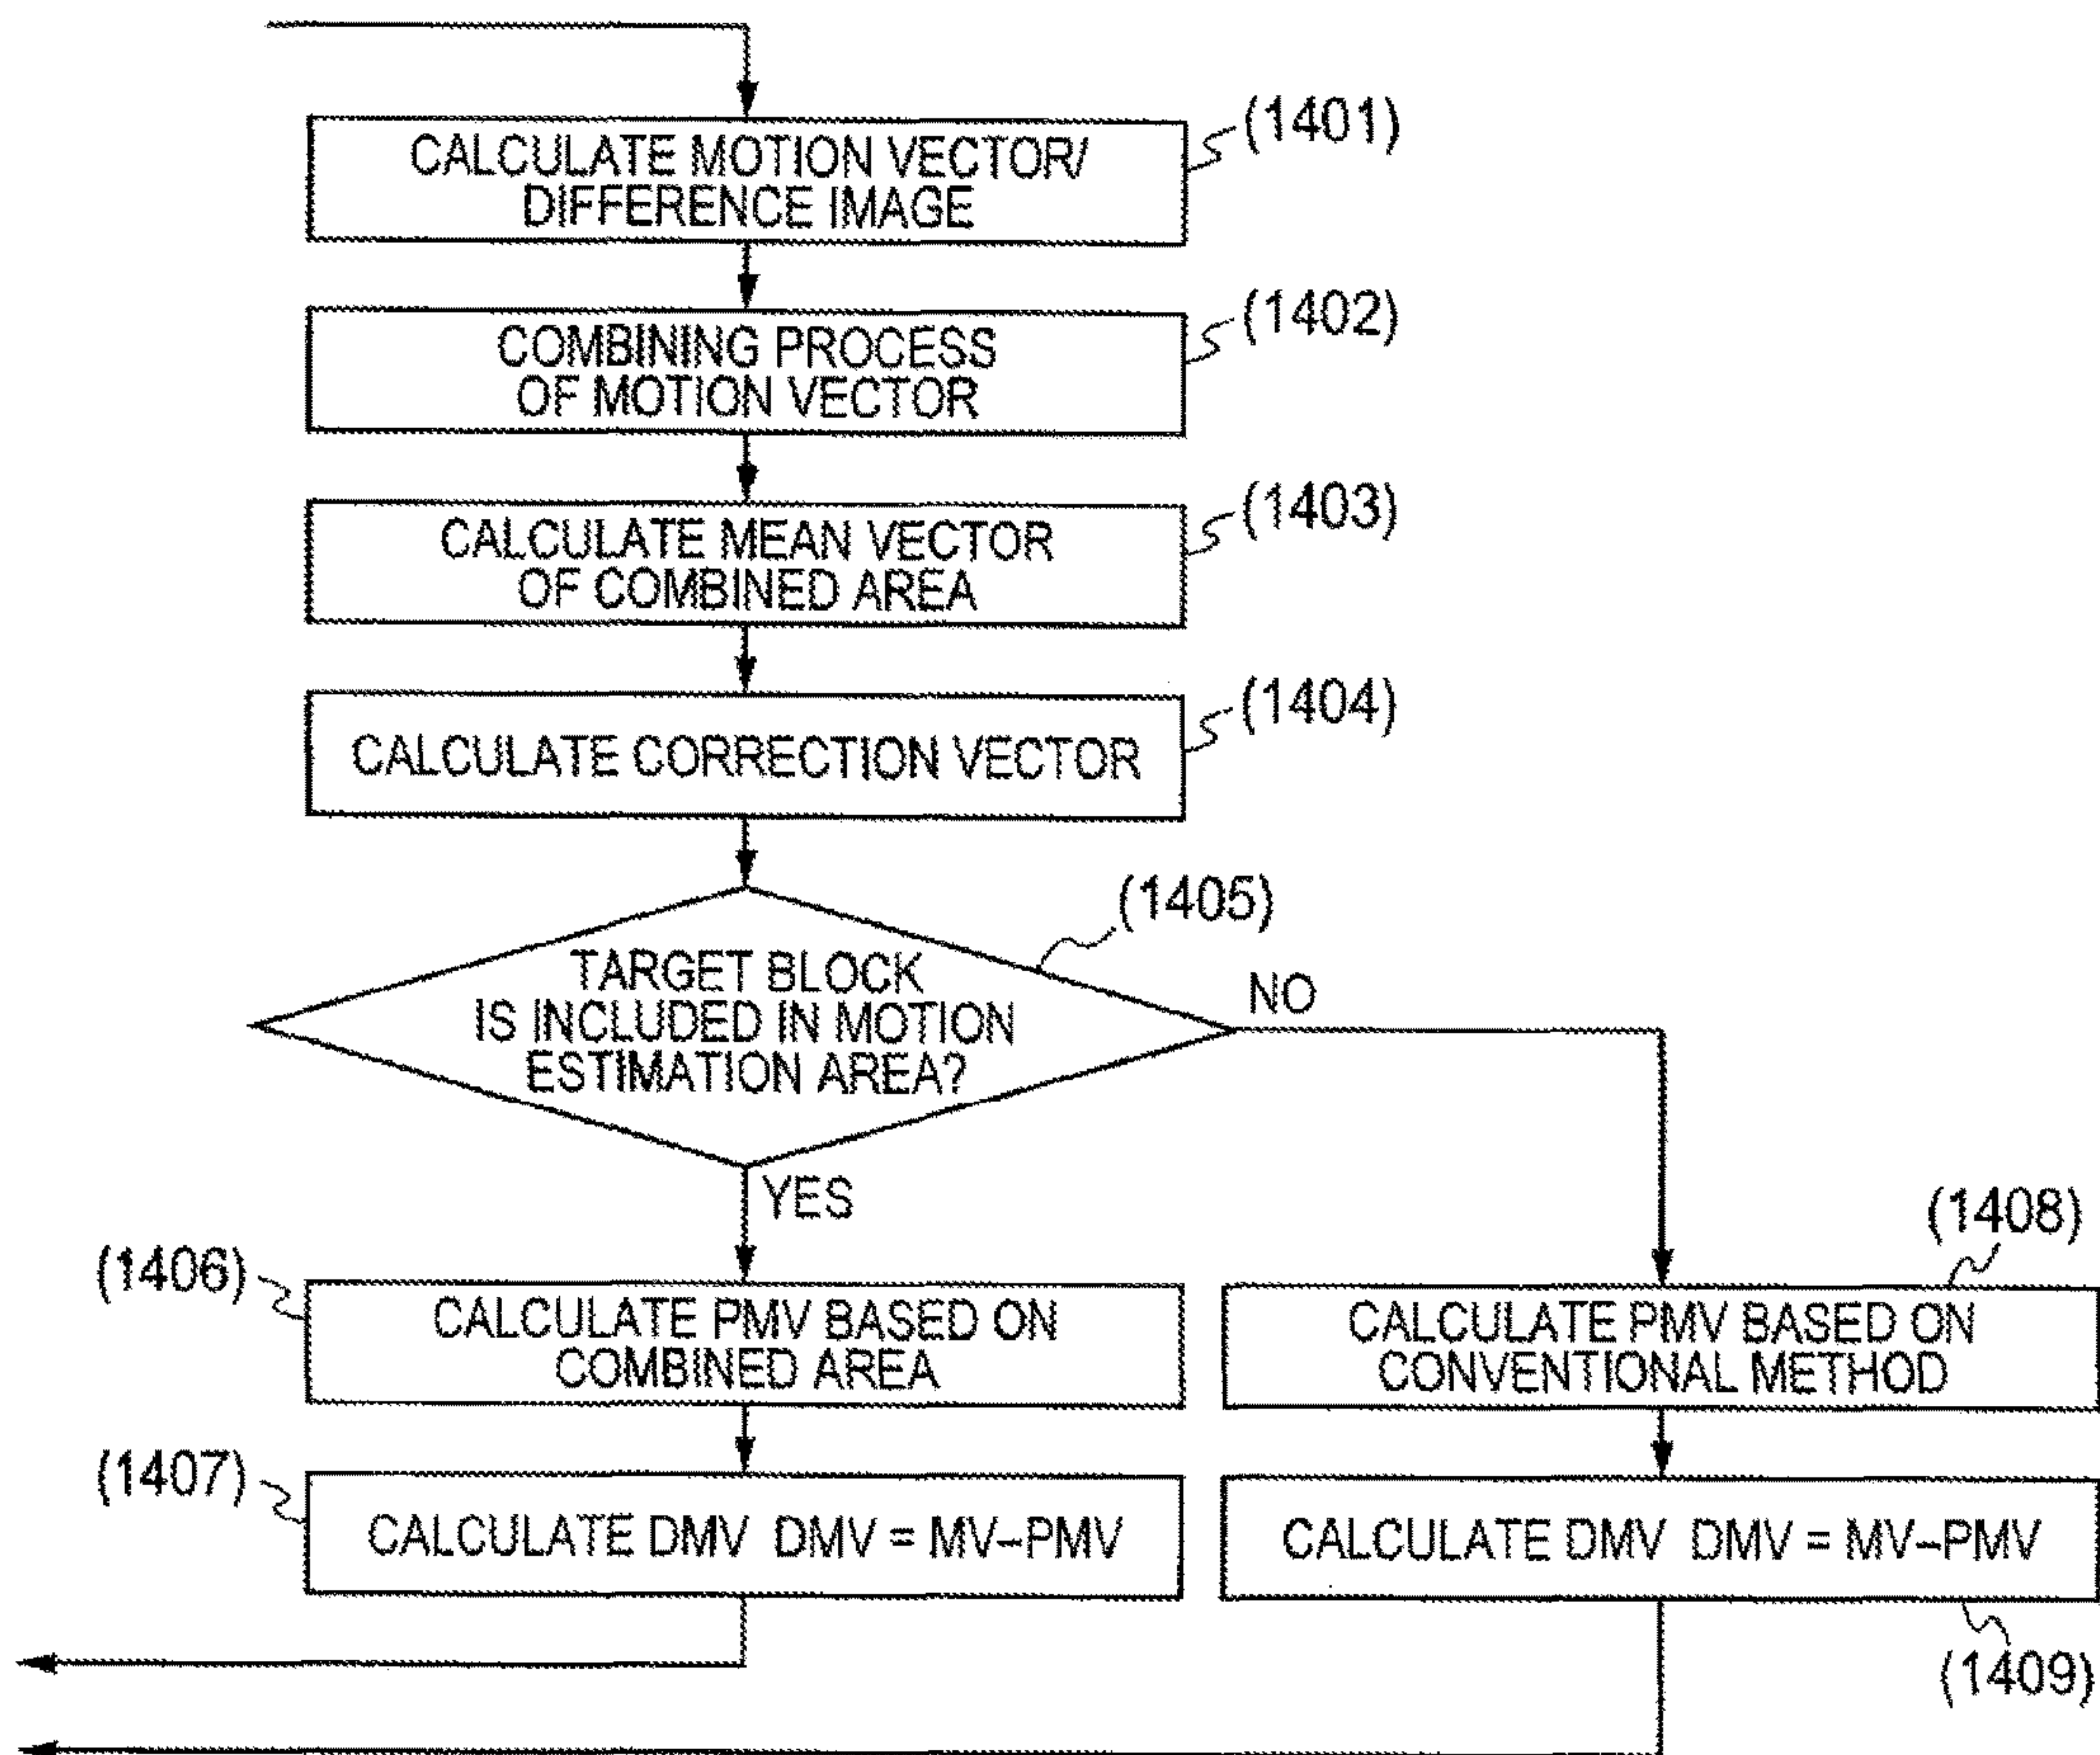 (1401)
CALCULATE MOTION VECTOR/
DIFFERENCE IMAGE
(1402)
COMBINING PROCESS
OF MOTION VECTOR
(1403)
CALCULATE MEAN VECTOR
OF COMBINED AREA
(1404)
CALCULATE CORRECTION VECTOR
(1405)
TARGET BLOCK
IS INCLUDED IN MOTION
ESTIMATION AREA?
NO
YES
(1406)
CALCULATE PMV BASED ON
COMBINED AREA
(1407)
CALCULATE DMV DMV = MV–PMV
(1408)
CALCULATE PMV BASED ON
CONVENTIONAL METHOD
CALCULATE DMV DMV = MV–PMV
(1409)